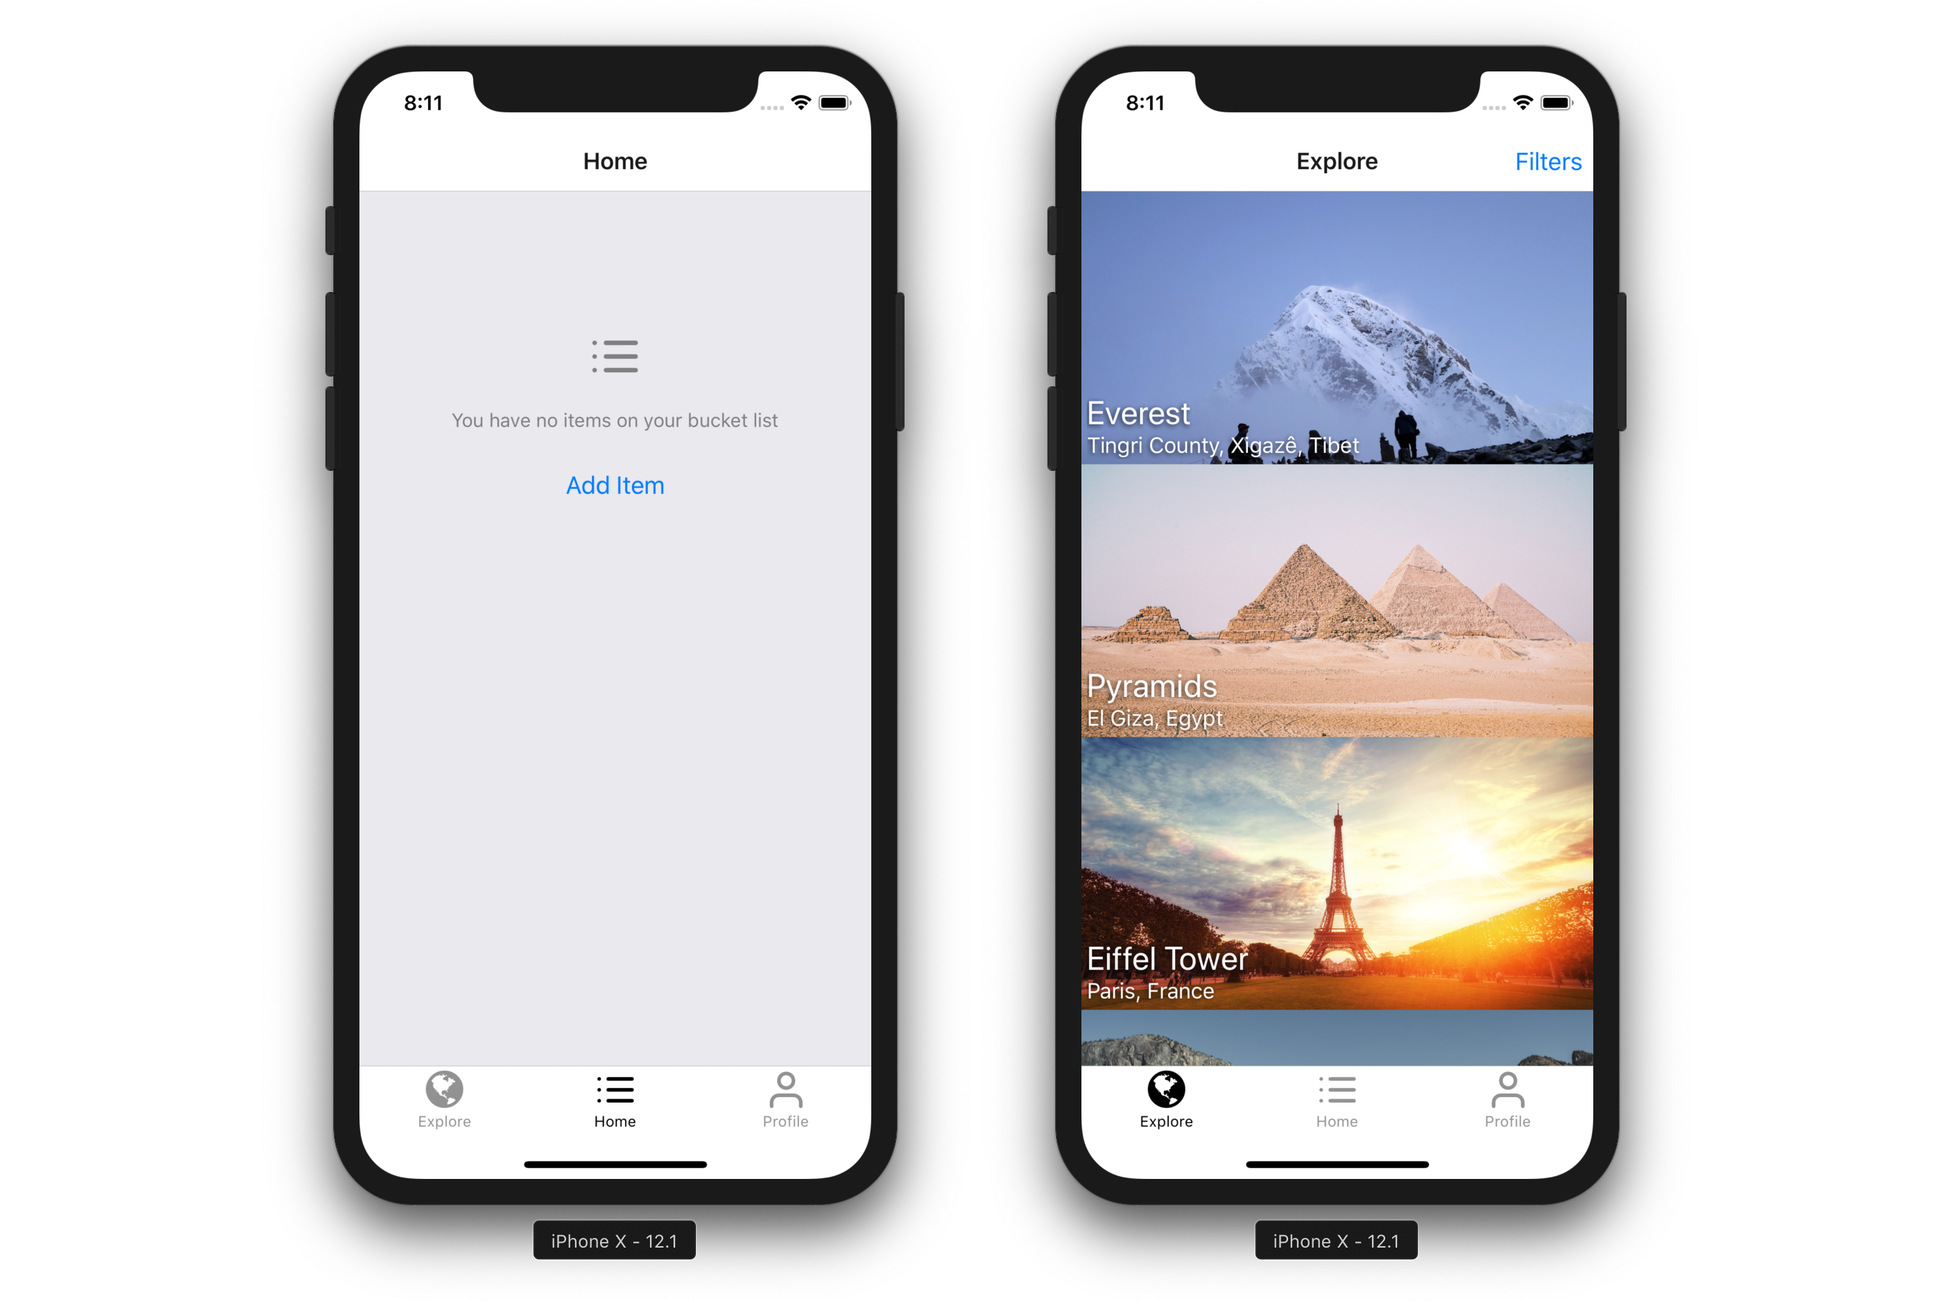 8:11
Home
You have no items on your bucket list
Add Item
Explore
Home
Profile
iPhone X - 12.1
8:11
Explore
Filters
Everest
Tingri County, Xigazê, Tibet
Pyramids
El Giza, Egypt
Eiffel Tower
Paris, France
Explore
Home
Profile
iPhone X - 12.1